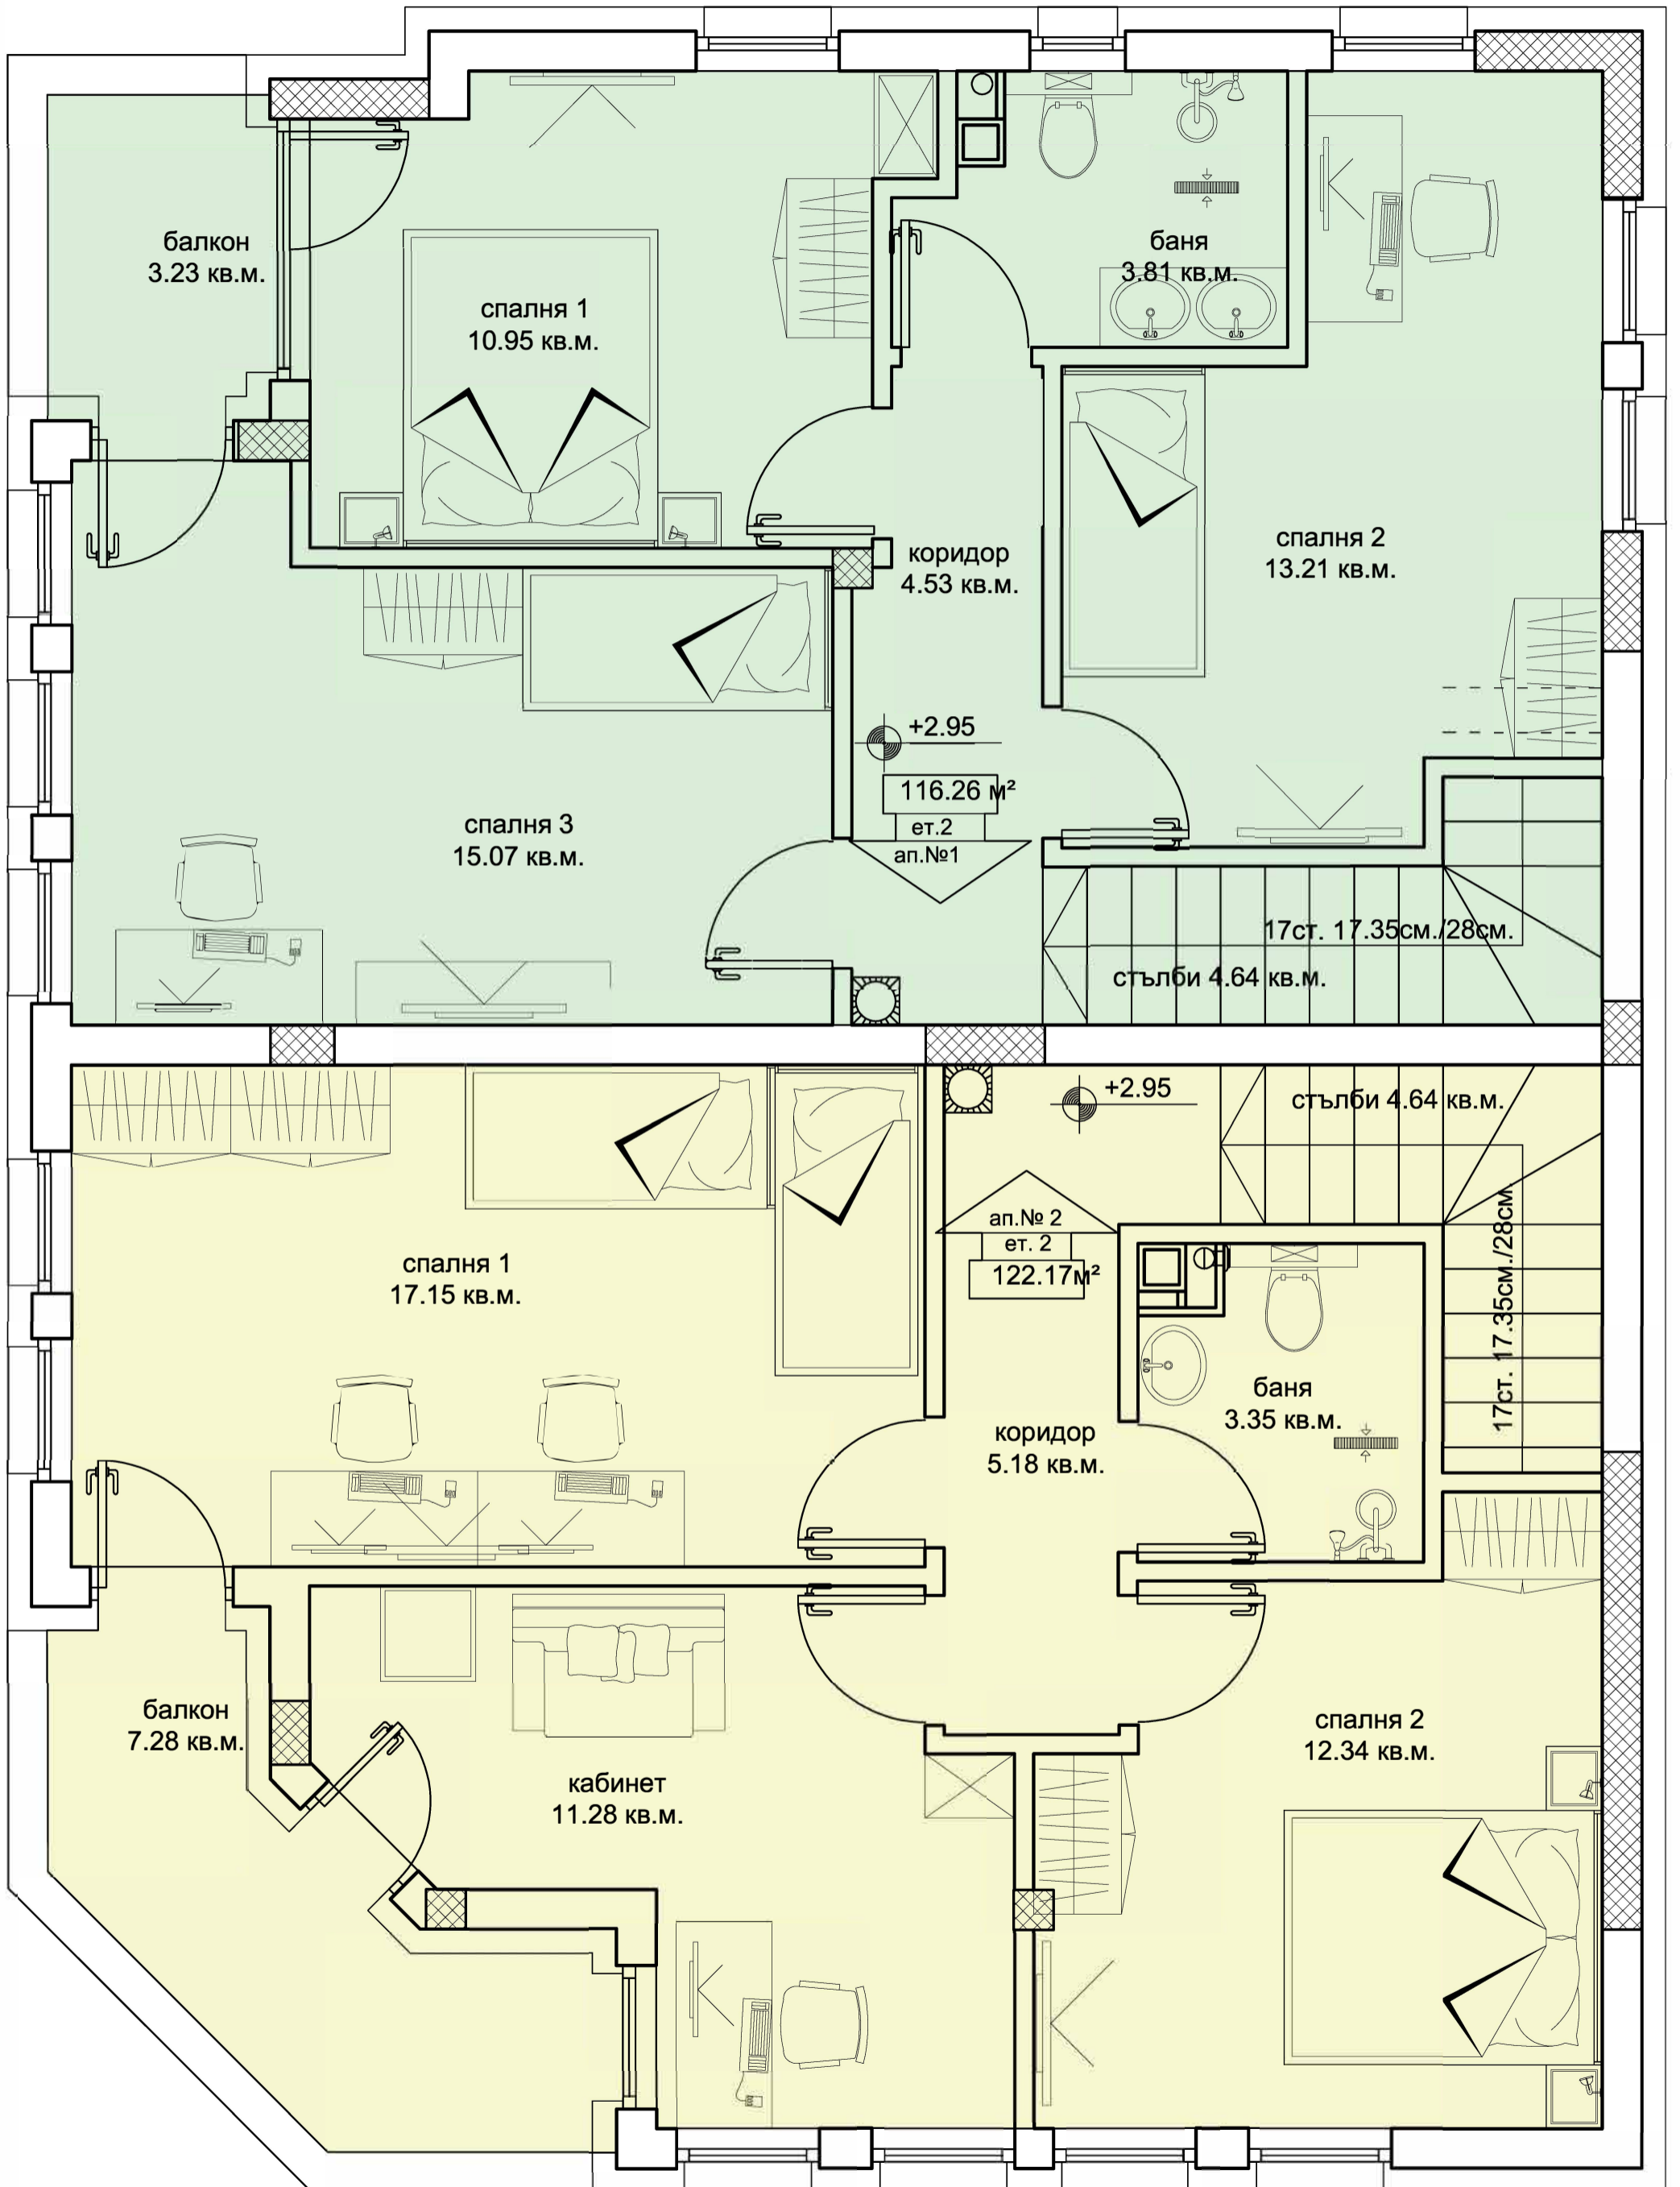 балкон
3.23 кв.м.
спалня 1
10.95 кв.м.
баня
3.81 кв.м.
коридор
4.53 кв.м.
спалня 2
13.21 кв.м.
+2.95
116.26 м²
ет.2
ап.№1
спалня 3
15.07 кв.м.
17ст. 17.35см./28см.
стълби 4.64 кв.м.
+2.95
стълби 4.64 кв.м.
ап.№ 2
ет. 2
122.17м²
17ст. 17.35см./28см.
спалня 1
17.15 кв.м.
баня
3.35 кв.м.
коридор
5.18 кв.м.
балкон
7.28 кв.м.
кабинет
11.28 кв.м.
спалня 2
12.34 кв.м.